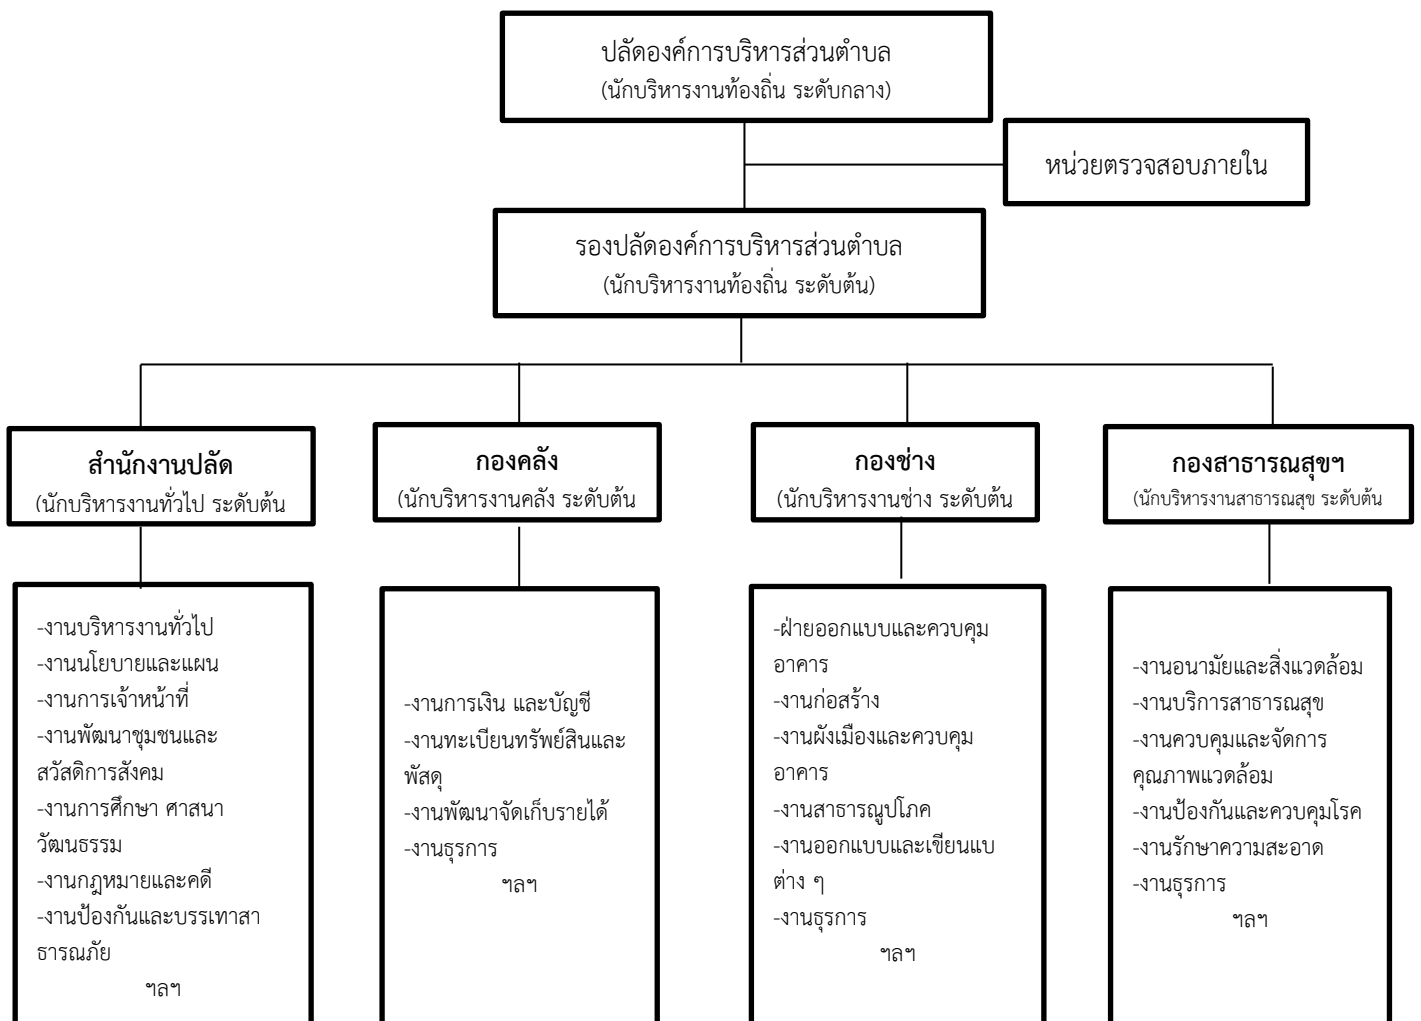 ปลัดองค์การบริหารส่วนตำบล
(นักบริหารงานท้องถิ่น ระดับกลาง)
หน่วยตรวจสอบภายใน
รองปลัดองค์การบริหารส่วนตำบล
(นักบริหารงานท้องถิ่น ระดับต้น)
สำนักงานปลัด
(นักบริหารงานทั่วไป ระดับต้น
กองคลัง
(นักบริหารงานคลัง ระดับต้น
กองช่าง
(นักบริหารงานช่าง ระดับต้น
กองสาธารณสุขฯ
(นักบริหารงานสาธารณสุข ระดับต้น
-งานบริหารงานทั่วไป
-งานนโยบายและแผน
-งานการเจ้าหน้าที่
-งานพัฒนาชุมชนและ
สวัสดิการสังคม
-งานการศึกษา ศาสนา
วัฒนธรรม
-งานกฎหมายและคดี
-งานป้องกันและบรรเทาสา
ธารณภัย
ฯลฯ
-งานการเงิน และบัญชี
-งานทะเบียนทรัพย์สินและ
พัสดุ
-งานพัฒนาจัดเก็บรายได้
-งานธุรการ
ฯลฯ
-ฝ่ายออกแบบและควบคุม
อาคาร
-งานก่อสร้าง
-งานผังเมืองและควบคุม
อาคาร
-งานสาธารณูปโภค
-งานออกแบบและเขียนแบ
ต่าง ๆ
-งานธุรการ
ฯลฯ
-งานอนามัยและสิ่งแวดล้อม
-งานบริการสาธารณสุข
-งานควบคุมและจัดการ
คุณภาพแวดล้อม
-งานป้องกันและควบคุมโรค
-งานรักษาความสะอาด
-งานธุรการ
ฯลฯ